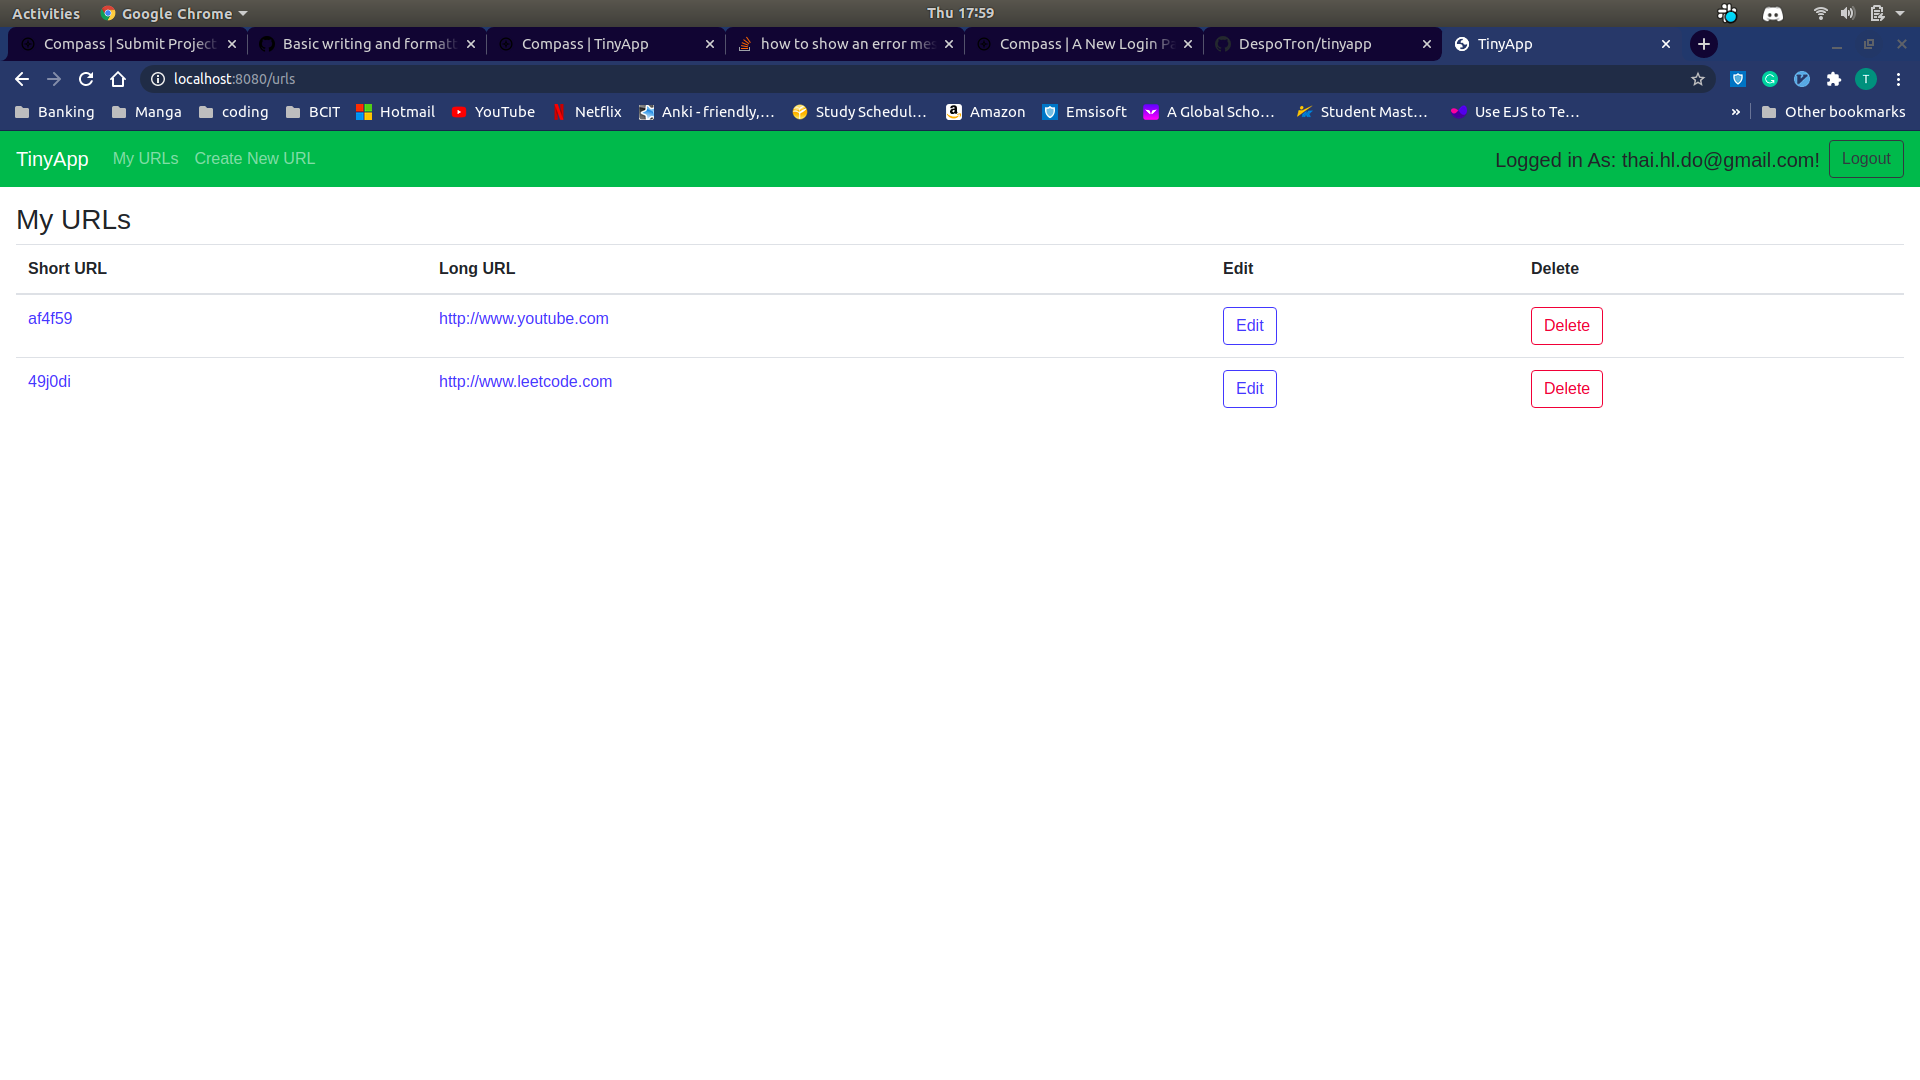 Activities Google Chrome Thu 17:59
Compass | Submit Project Basic writing and formatt Compass | TinyApp how to show an error mes Compass | A New Login Pa DespoTron/tinyapp TinyApp
localhost:8080/urls T
Banking Manga coding BCIT Hotmail YouTube Netflix Anki - friendly,... Study Schedul... Amazon Emsisoft A Global Scho... Student Mast... Use EJS to Te... » Other bookmarks
TinyApp My URLs Create New URL Logged in As: thai.hl.do@gmail.com! Logout
My URLs
Short URL Long URL Edit Delete
af4f59 http://www.youtube.com Edit Delete
49j0di http://www.leetcode.com Edit Delete